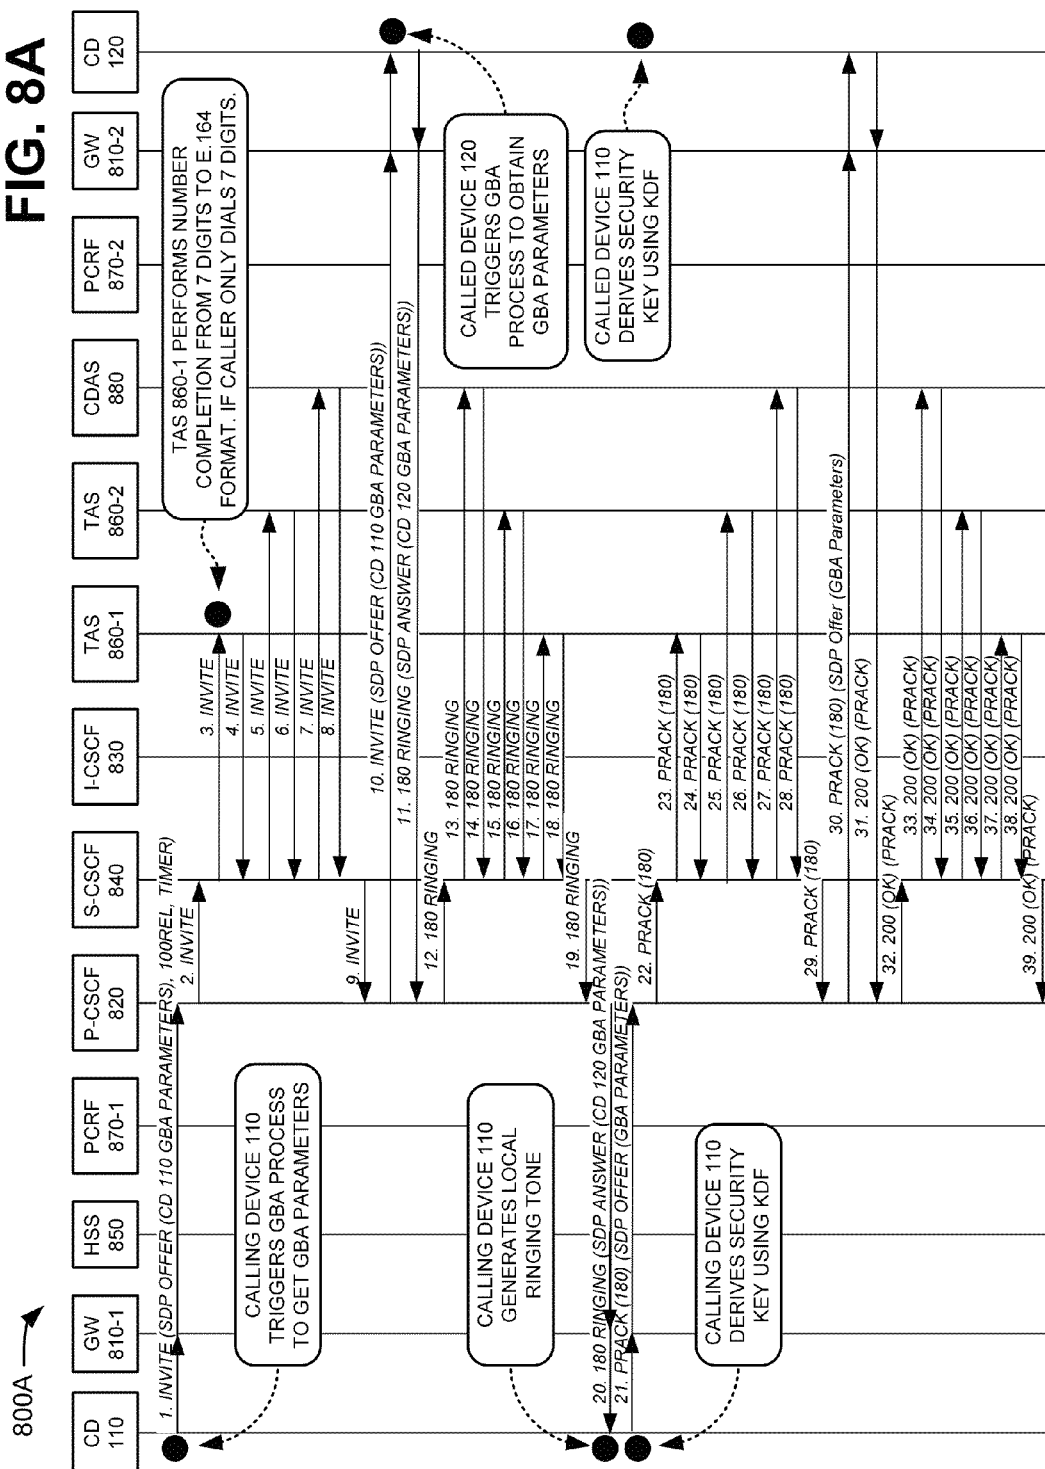 FIG. 8A
800A
CD
110
GW
810-1
HSS
850
PCRF
870-1
P-CSCF
820
S-CSCF
840
I-CSCF
830
TAS
860-1
TAS
860-2
CDAS
880
PCRF
870-2
GW
810-2
CD
120
TAS 860-1 PERFORMS NUMBER
COMPLETION FROM 7 DIGITS TO E.164
FORMAT. IF CALLER ONLY DIALS 7 DIGITS.
1. INVITE (SDP OFFER (CD 110 GBA PARAMETERS), 100REL, TIMER)
2. INVITE
CALLING DEVICE 110
TRIGGERS GBA PROCESS
TO GET GBA PARAMETERS
3. INVITE
4. INVITE
5. INVITE
6. INVITE
7. INVITE
8. INVITE
9. INVITE
10. INVITE (SDP OFFER (CD 110 GBA PARAMETERS))
11. 180 RINGING (SDP ANSWER (CD 120 GBA PARAMETERS))
CALLED DEVICE 120
TRIGGERS GBA
PROCESS TO OBTAIN
GBA PARAMETERS
12. 180 RINGING
13. 180 RINGING
14. 180 RINGING
15. 180 RINGING
16. 180 RINGING
17. 180 RINGING
18. 180 RINGING
19. 180 RINGING
CALLING DEVICE 110
GENERATES LOCAL
RINGING TONE
20. 180 RINGING (SDP ANSWER (CD 120 GBA PARAMETERS))
21. PRACK (180) (SDP OFFER (GBA PARAMETERS))
CALLED DEVICE 110
DERIVES SECURITY
KEY USING KDF
22. PRACK (180)
23. PRACK (180)
24. PRACK (180)
25. PRACK (180)
26. PRACK (180)
27. PRACK (180)
28. PRACK (180)
CALLING DEVICE 110
DERIVES SECURITY
KEY USING KDF
29. PRACK (180)
30. PRACK (180) (SDP Offer (GBA Parameters)
31. 200 (OK) (PRACK)
32. 200 (OK) (PRACK)
33. 200 (OK) (PRACK)
34. 200 (OK) (PRACK)
35. 200 (OK) (PRACK)
36. 200 (OK) (PRACK)
37. 200 (OK) (PRACK)
38. 200 (OK) (PRACK)
39. 200 (OK) (PRACK)